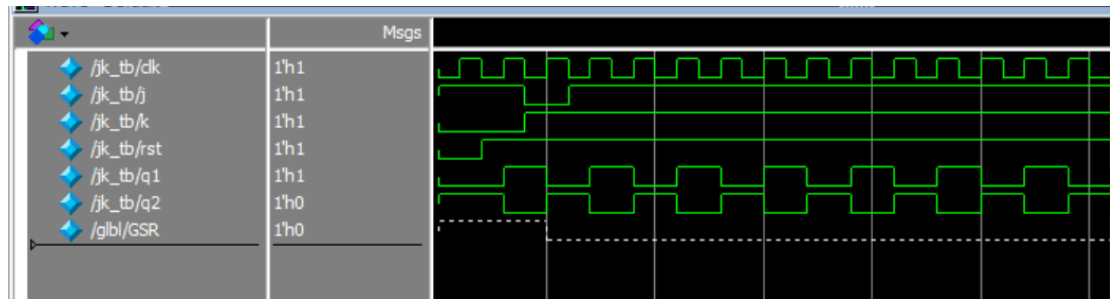 Msgs
/jk_tb/clk 1'h1
/jk_tb/j 1'h1
/jk_tb/k 1'h1
/jk_tb/rst 1'h1
/jk_tb/q1 1'h1
/jk_tb/q2 1'h0
/glbl/GSR 1'h0